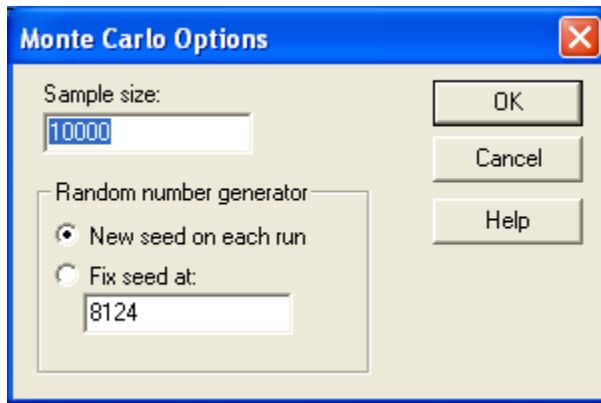 Monte Carlo Options
Sample size:
10000
Random number generator
New seed on each run
Fix seed at:
8124
OK
Cancel
Help